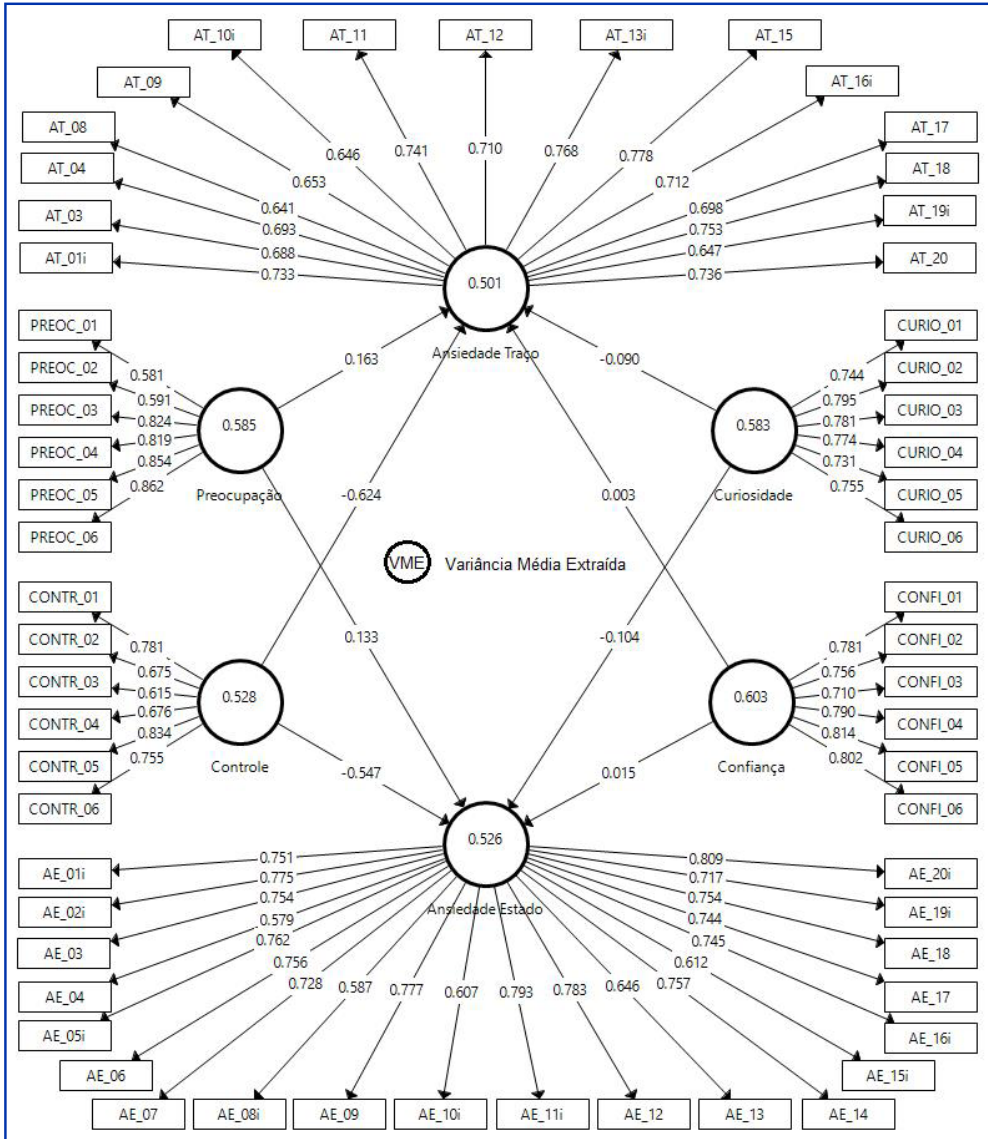 AT_10i
AT_11
AT_12
AT_13i
AT_15
AT_09
AT_16i
AT_08
AT_17
AT_04
AT_18
AT_03
AT_19i
AT_01i
AT_20
0.646
0.741
0.710
0.768
0.778
0.653
0.712
0.641
0.698
0.693
0.753
0.688
0.647
0.733
0.736
0.501
Ansiedade Traço
PREOC_01
PREOC_02
PREOC_03
PREOC_04
PREOC_05
PREOC_06
0.581
0.591
0.824
0.819
0.854
0.862
0.585
Preocupação
0.163
-0.090
CURIO_01
CURIO_02
CURIO_03
CURIO_04
CURIO_05
CURIO_06
0.744
0.795
0.781
0.774
0.731
0.755
0.583
Curiosidade
-0.624
0.003
VME Variância Média Extraída
0.133
-0.104
CONTR_01
CONTR_02
CONTR_03
CONTR_04
CONTR_05
CONTR_06
0.781
0.675
0.615
0.676
0.834
0.755
0.528
Controle
-0.547
0.015
CONFI_01
CONFI_02
CONFI_03
CONFI_04
CONFI_05
CONFI_06
0.781
0.756
0.710
0.790
0.814
0.802
0.603
Confiança
0.526
Ansiedade Estado
0.751
0.775
0.754
0.579
0.762
0.756
0.728
0.587
0.777
0.607
0.793
0.783
0.646
0.757
0.612
0.745
0.744
0.754
0.717
0.809
AE_01i
AE_02i
AE_03
AE_04
AE_05i
AE_06
AE_07
AE_08i
AE_09
AE_10i
AE_11i
AE_12
AE_13
AE_14
AE_15i
AE_16i
AE_17
AE_18
AE_19i
AE_20i